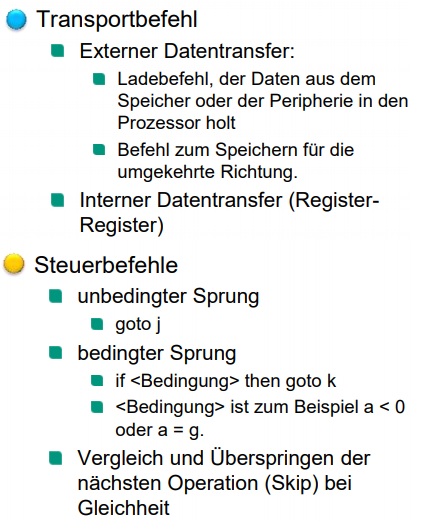 Transportbefehl
Externer Datentransfer:
Ladebefehl, der Daten aus dem
Speicher oder der Peripherie in den
Prozessor holt
Befehl zum Speichern für die
umgekehrte Richtung.
Interner Datentransfer (Register-
Register)
Steuerbefehle
unbedingter Sprung
goto j
bedingter Sprung
if <Bedingung> then goto k
<Bedingung> ist zum Beispiel a < 0
oder a = g.
Vergleich und Überspringen der
nächsten Operation (Skip) bei
Gleichheit